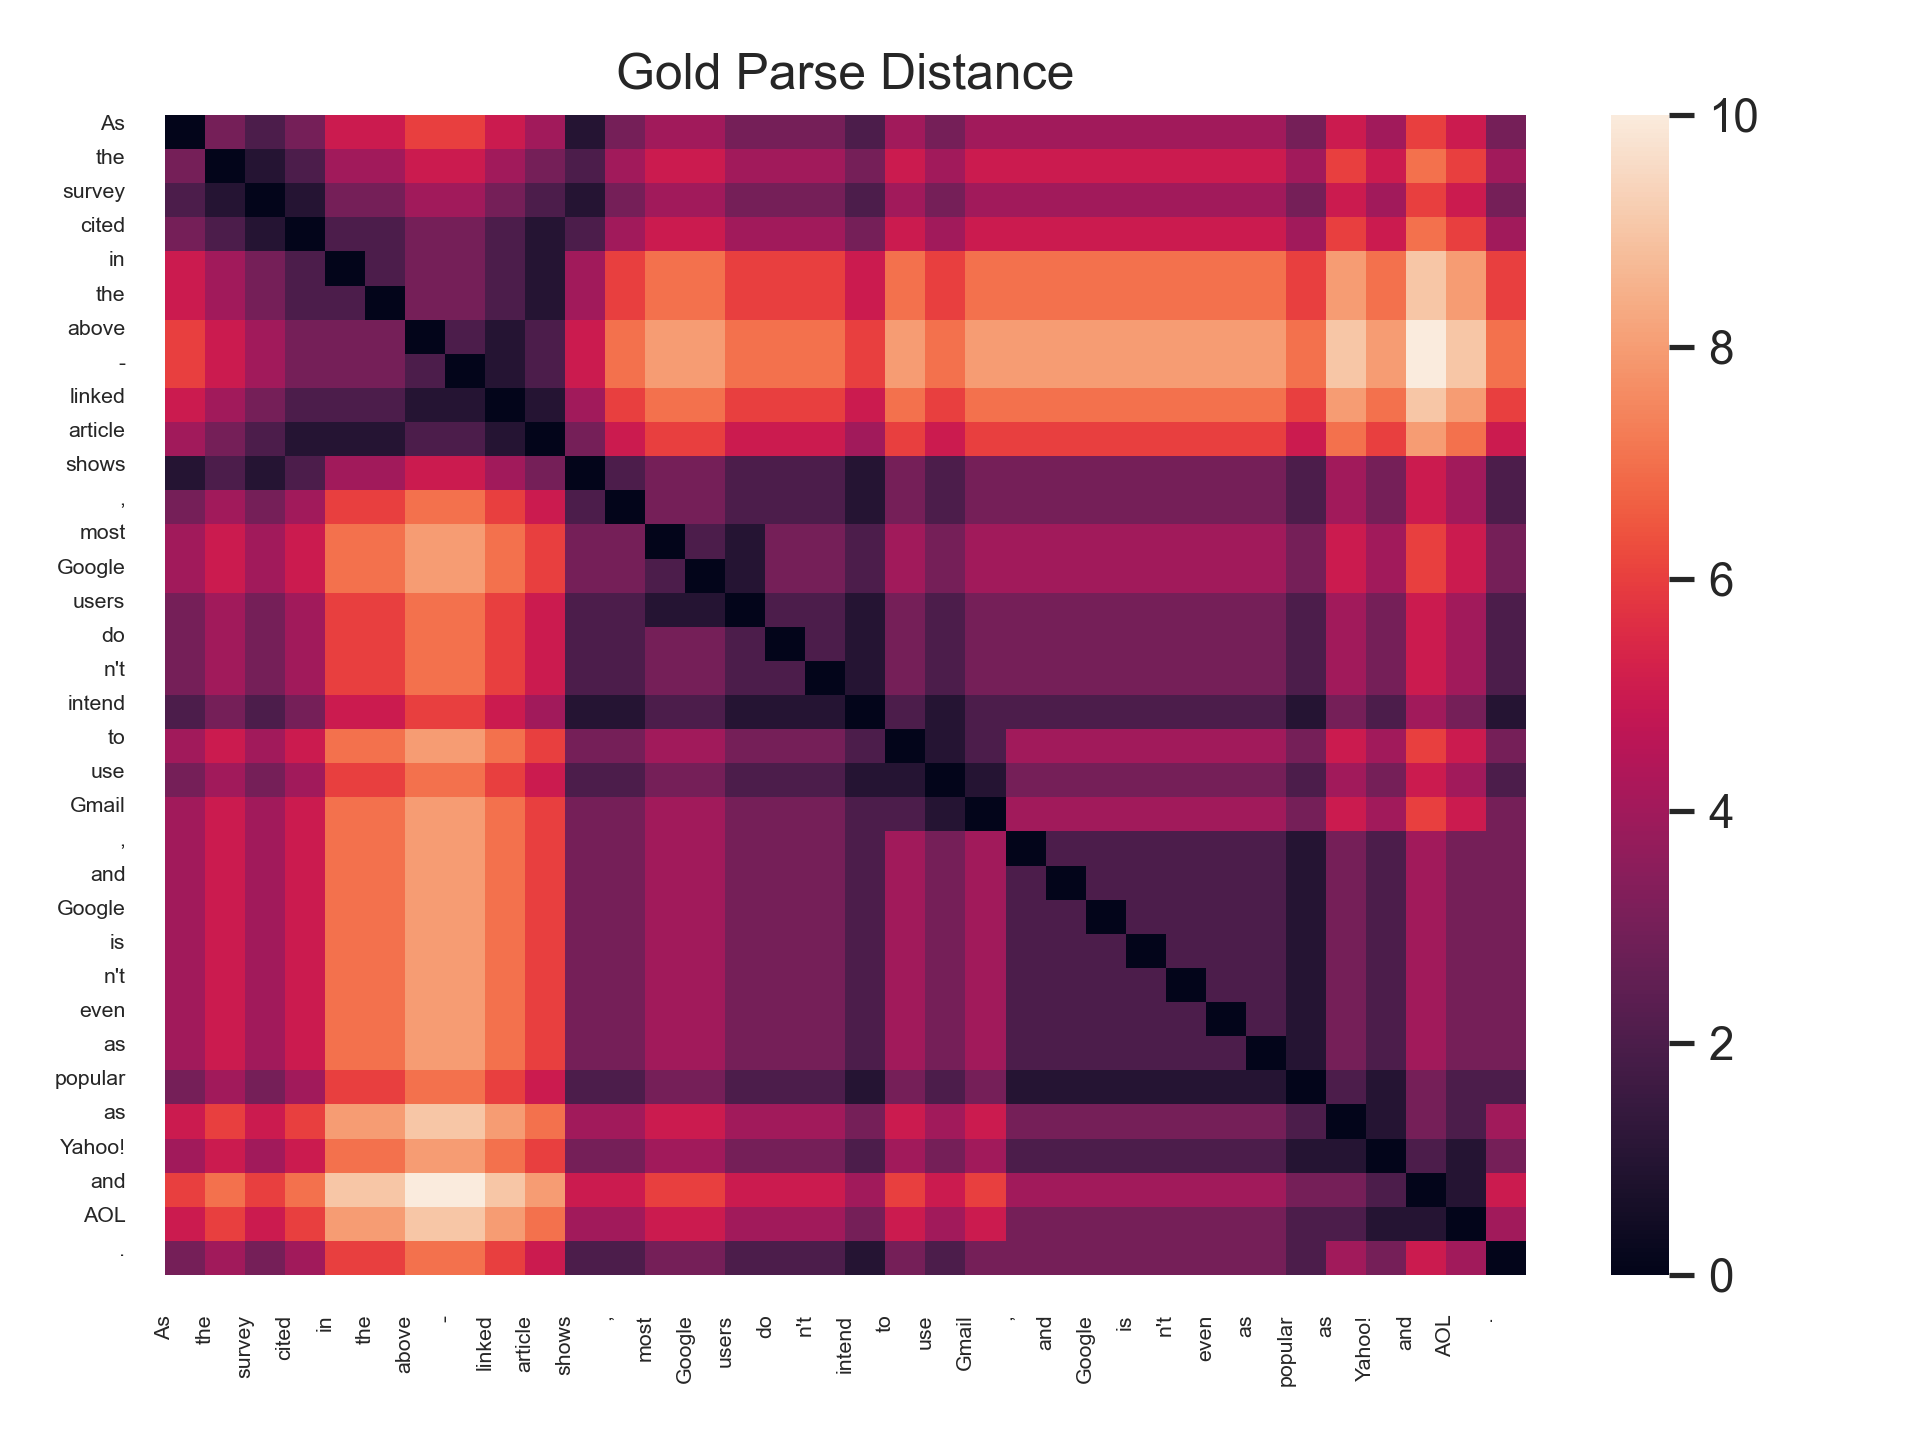 Gold Parse Distance
As
the
survey
cited
in
the
above
-
linked
article
shows
,
most
Google
users
do
n't
intend
to
use
Gmail
,
and
Google
is
n't
even
as
popular
as
Yahoo!
and
AOL
.
10
8
6
4
2
0
As
the
survey
cited
in
the
above
-
linked
article
shows
,
most
Google
users
do
n't
intend
to
use
Gmail
,
and
Google
is
n't
even
as
popular
as
Yahoo!
and
AOL
.